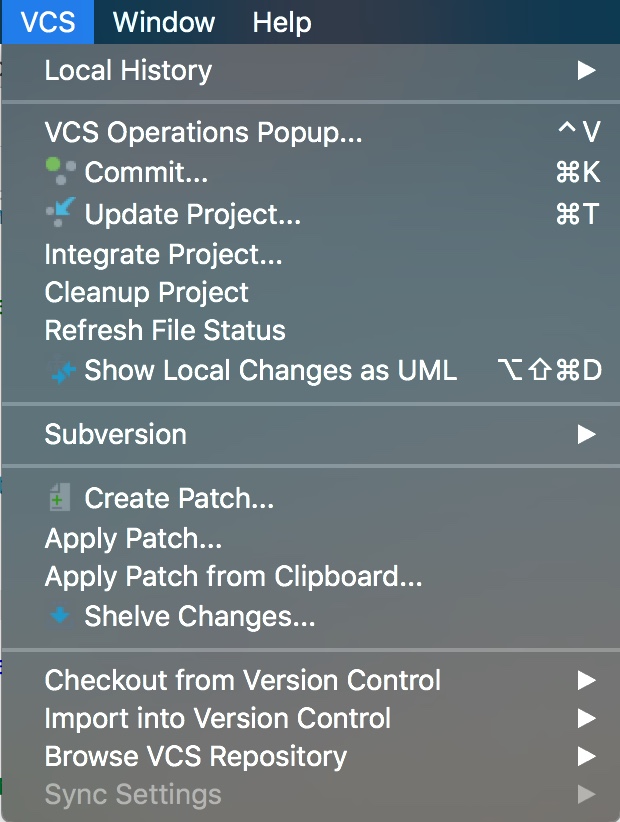 VCS Window Help
Local History ▶
VCS Operations Popup... ^V
Commit... ⌘K
Update Project... ⌘T
Integrate Project...
Cleanup Project
Refresh File Status
Show Local Changes as UML ⌥⇧⌘D
Subversion ▶
Create Patch...
Apply Patch...
Apply Patch from Clipboard...
Shelve Changes...
Checkout from Version Control ▶
Import into Version Control ▶
Browse VCS Repository ▶
Sync Settings ▶